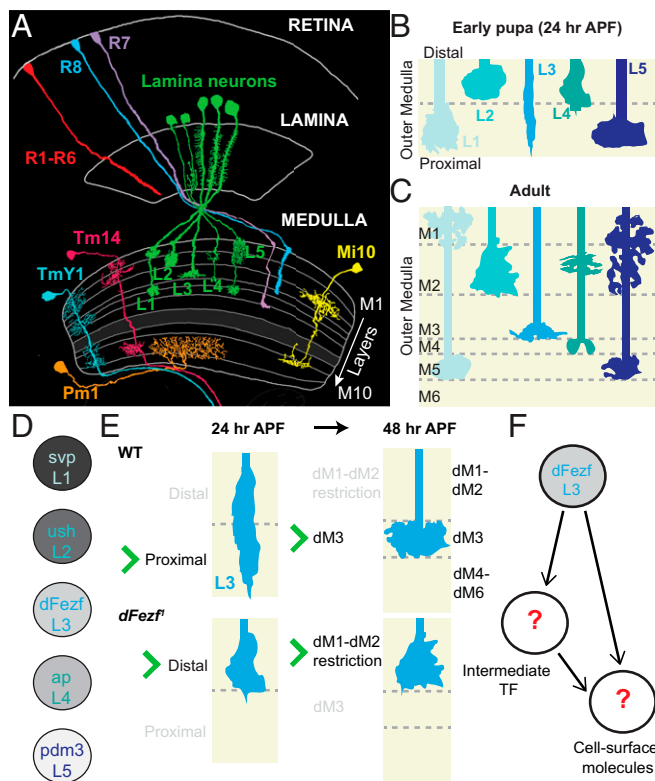 A
RETINA
R7
R8
Lamina neurons
LAMINA
R1-R6
MEDULLA
Tm14
Mi10
TmY1
L5
L2
L4
L3
L1
M1
Layers
Pm1
M10
B
Early pupa (24 hr APF)
Distal
Outer Medulla
L3
L5
L2
L4
L1
Proximal
C
Adult
Outer Medulla
M1
M2
M3
M4
M5
M6
D
svp
L1
ush
L2
dFezf
L3
ap
L4
pdm3
L5
E
24 hr APF
48 hr APF
WT
Distal
dM1-dM2
restriction
dM1-
dM2
Proximal
dM3
dM3
L3
dM4-
dM6
dFezf1
Distal
dM1-dM2
restriction
Proximal
dM3
F
dFezf
L3
?
Intermediate
TF
?
Cell-surface
molecules